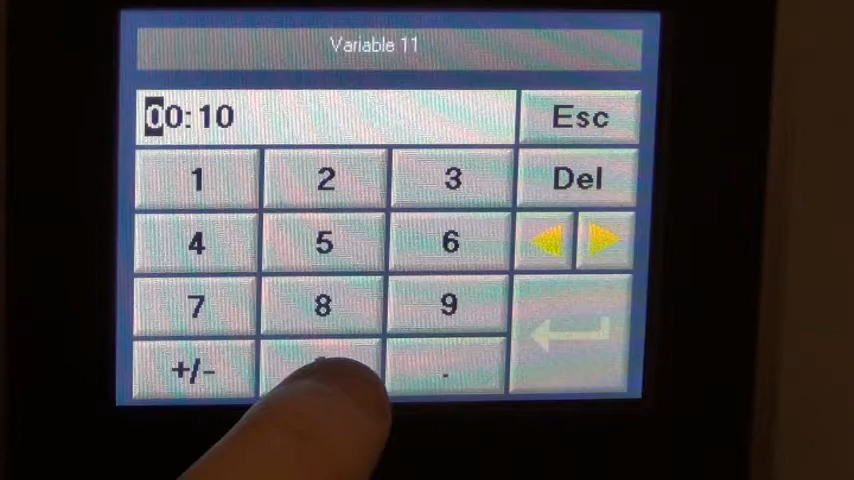 Variable 11
00:10 Esc
1 2 3 Del
4 5 6
7 8 9
+/- .